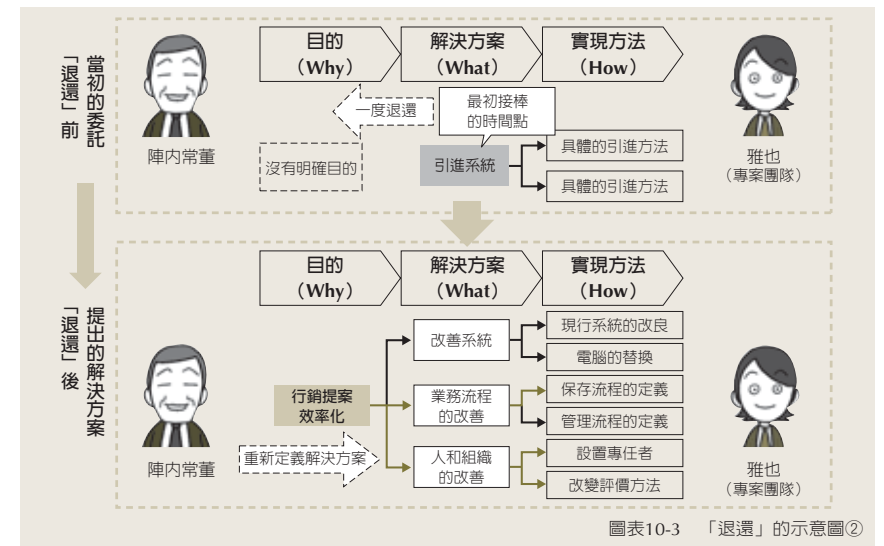 當初的委託
「退還」前
目的
（Why）
解決方案
（What）
實現方法
（How）
一度退還
最初接棒
的時間點
沒有明確目的
引進系統
具體的引進方法
具體的引進方法
陣内常董
雅也
（專案團隊）
提出的解決方案
「退還」後
目的
（Why）
解決方案
（What）
實現方法
（How）
改善系統
現行系統的改良
電腦的替換
行銷提案
效率化
業務流程
的改善
保存流程的定義
管理流程的定義
重新定義解決方案
人和組織
的改善
設置專任者
改變評價方法
陣内常董
雅也
（專案團隊）
圖表10-3　「退還」的示意圖②